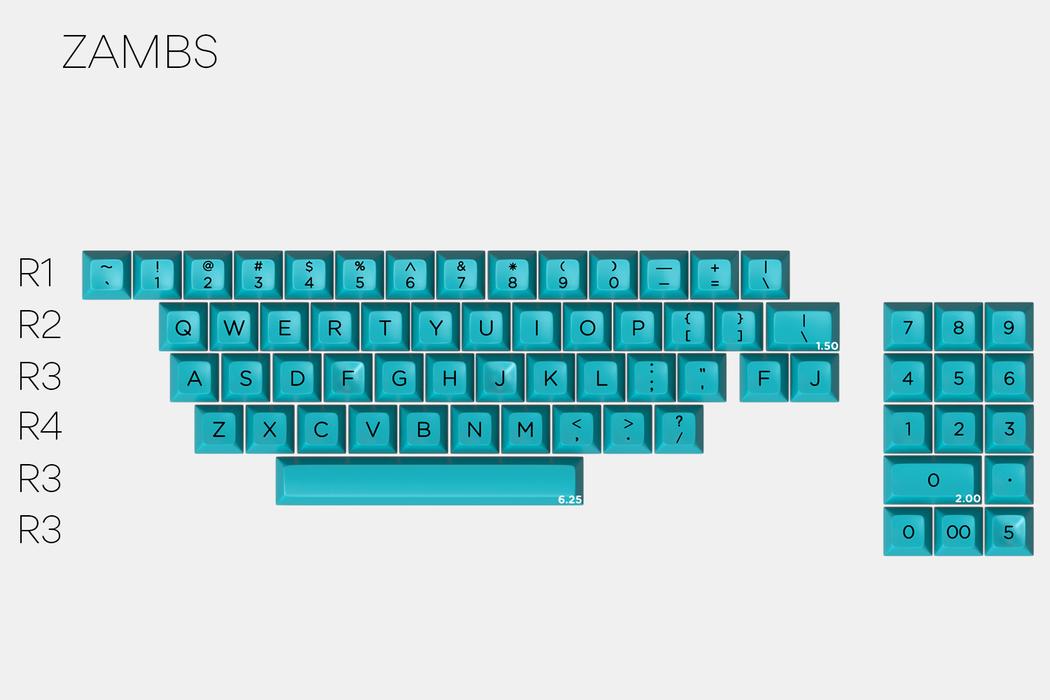 ZAMBS
R1 ~ ` ! 1 @ 2 # 3 $ 4 % 5 ^ 6 & 7 * 8 ( 9 ) 0 — – + = | \
R2 Q W E R T Y U I O P { [ } ] | \ 1.50 7 8 9
R3 A S D F G H J K L : ; " ' F J 4 5 6
R4 Z X C V B N M < , > . ? / 1 2 3
R3 6.25 0 2.00 .
R3 0 00 5